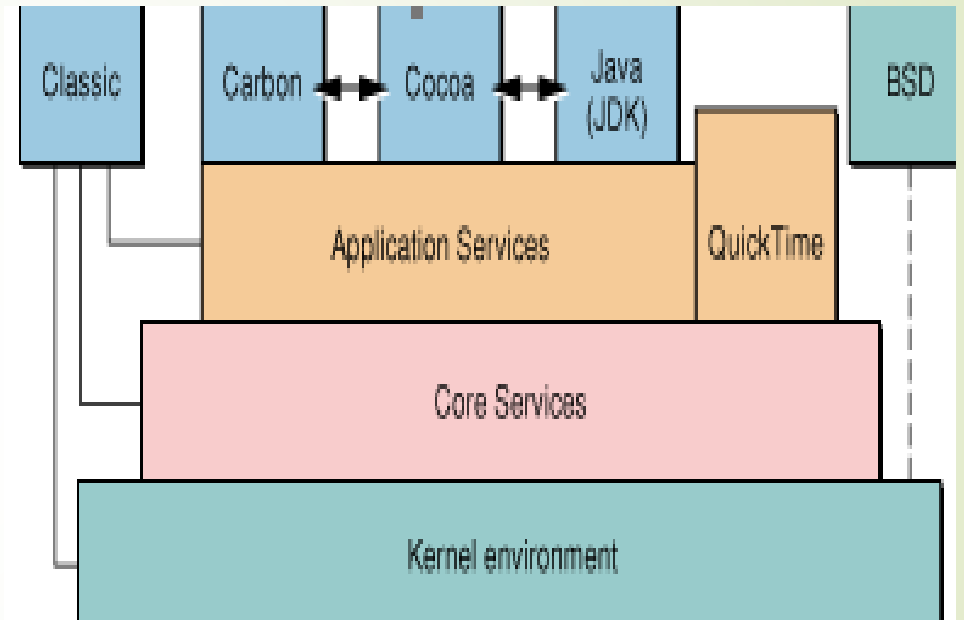 Classic
Carbon
Cocoa
Java
(JDK)
BSD
Application Services
QuickTime
Core Services
Kernel environment